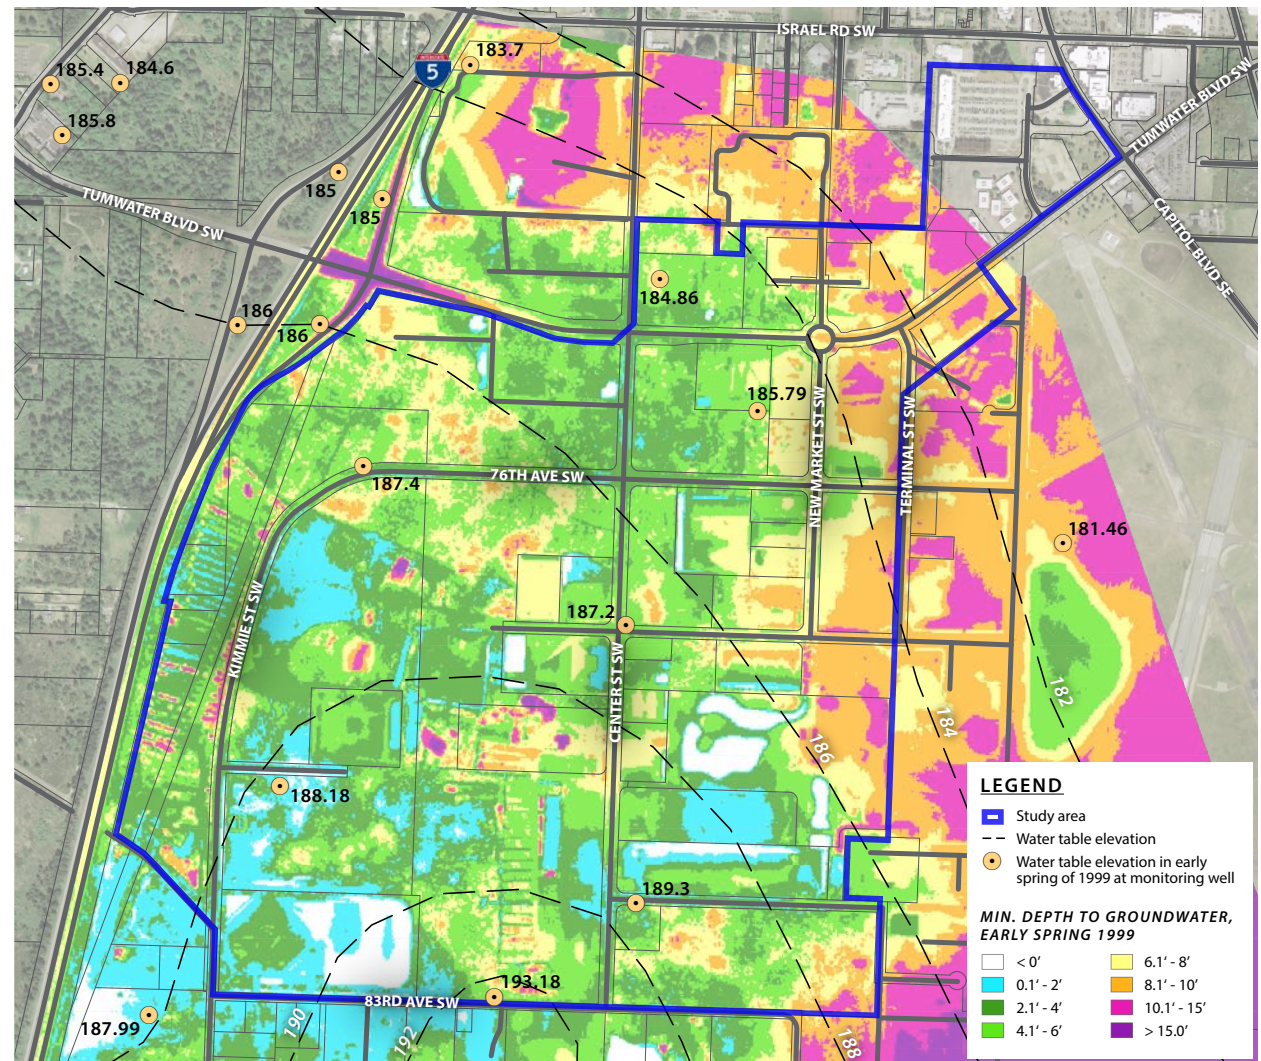 ISRAEL RD SW
183.7
INTERSTATE
5
185.4
184.6
185.8
TUMWATER BLVD SW
185
185
TUMWATER BLVD SW
CAPITOL BLVD SE
184.86
186
186
185.79
NEW MARKET ST SW
TERMINAL ST SW
76TH AVE SW
187.4
181.46
KIMMIE ST SW
187.2
CENTER ST SW
182
184
186
188.18
189.3
193.18
83RD AVE SW
187.99
190
192
188
LEGEND
Study area
Water table elevation
Water table elevation in early
spring of 1999 at monitoring well
MIN. DEPTH TO GROUNDWATER,
EARLY SPRING 1999
< 0'
0.1' - 2'
2.1' - 4'
4.1' - 6'
6.1' - 8'
8.1' - 10'
10.1' - 15'
> 15.0'